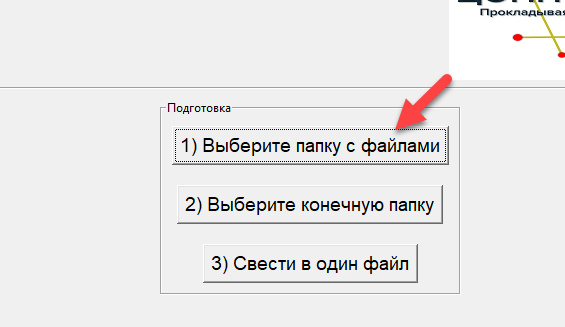 Прокладывая
Подготовка
1) Выберите папку с файлами
2) Выберите конечную папку
3) Свести в один файл